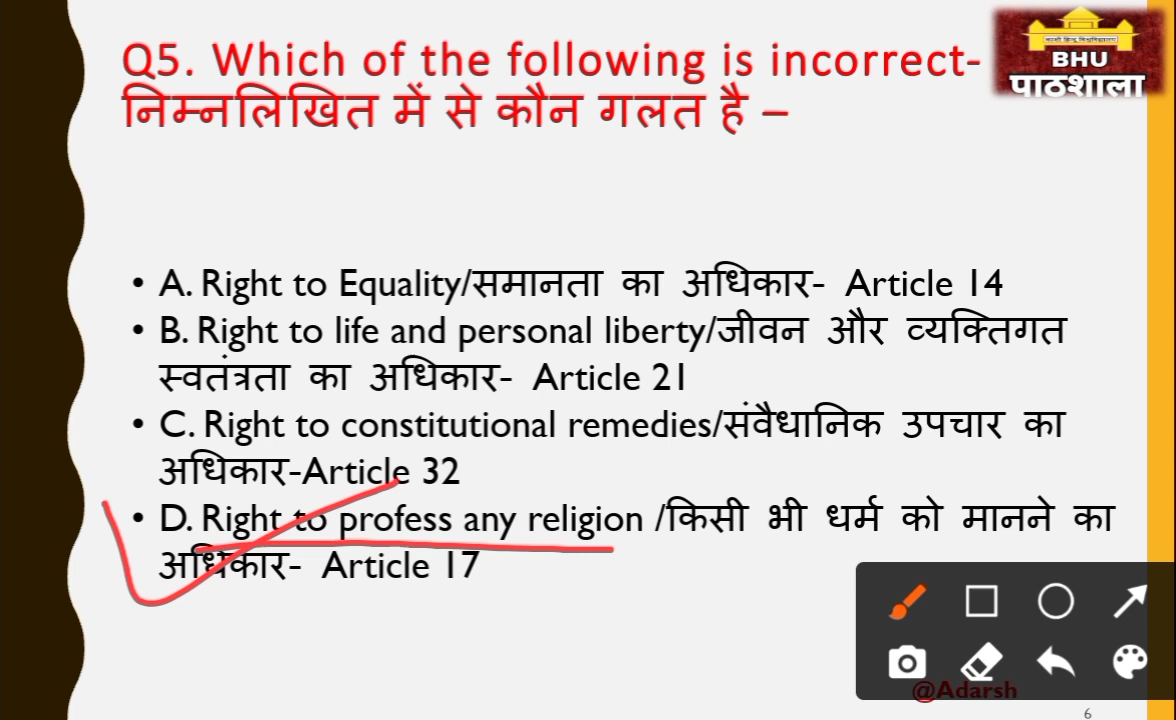 Q5. Which of the following is incorrect-
निम्नलिखित में से कौन गलत है –
BHU
पाठशाला
• A. Right to Equality/समानता का अधिकार- Article 14
• B. Right to life and personal liberty/जीवन और व्यक्तिगत
स्वतंत्रता का अधिकार- Article 21
• C. Right to constitutional remedies/संवैधानिक उपचार का
अधिकार-Article 32
• D. Right to profess any religion /किसी भी धर्म को मानने का
अधिकार- Article 17
@Adarsh
6